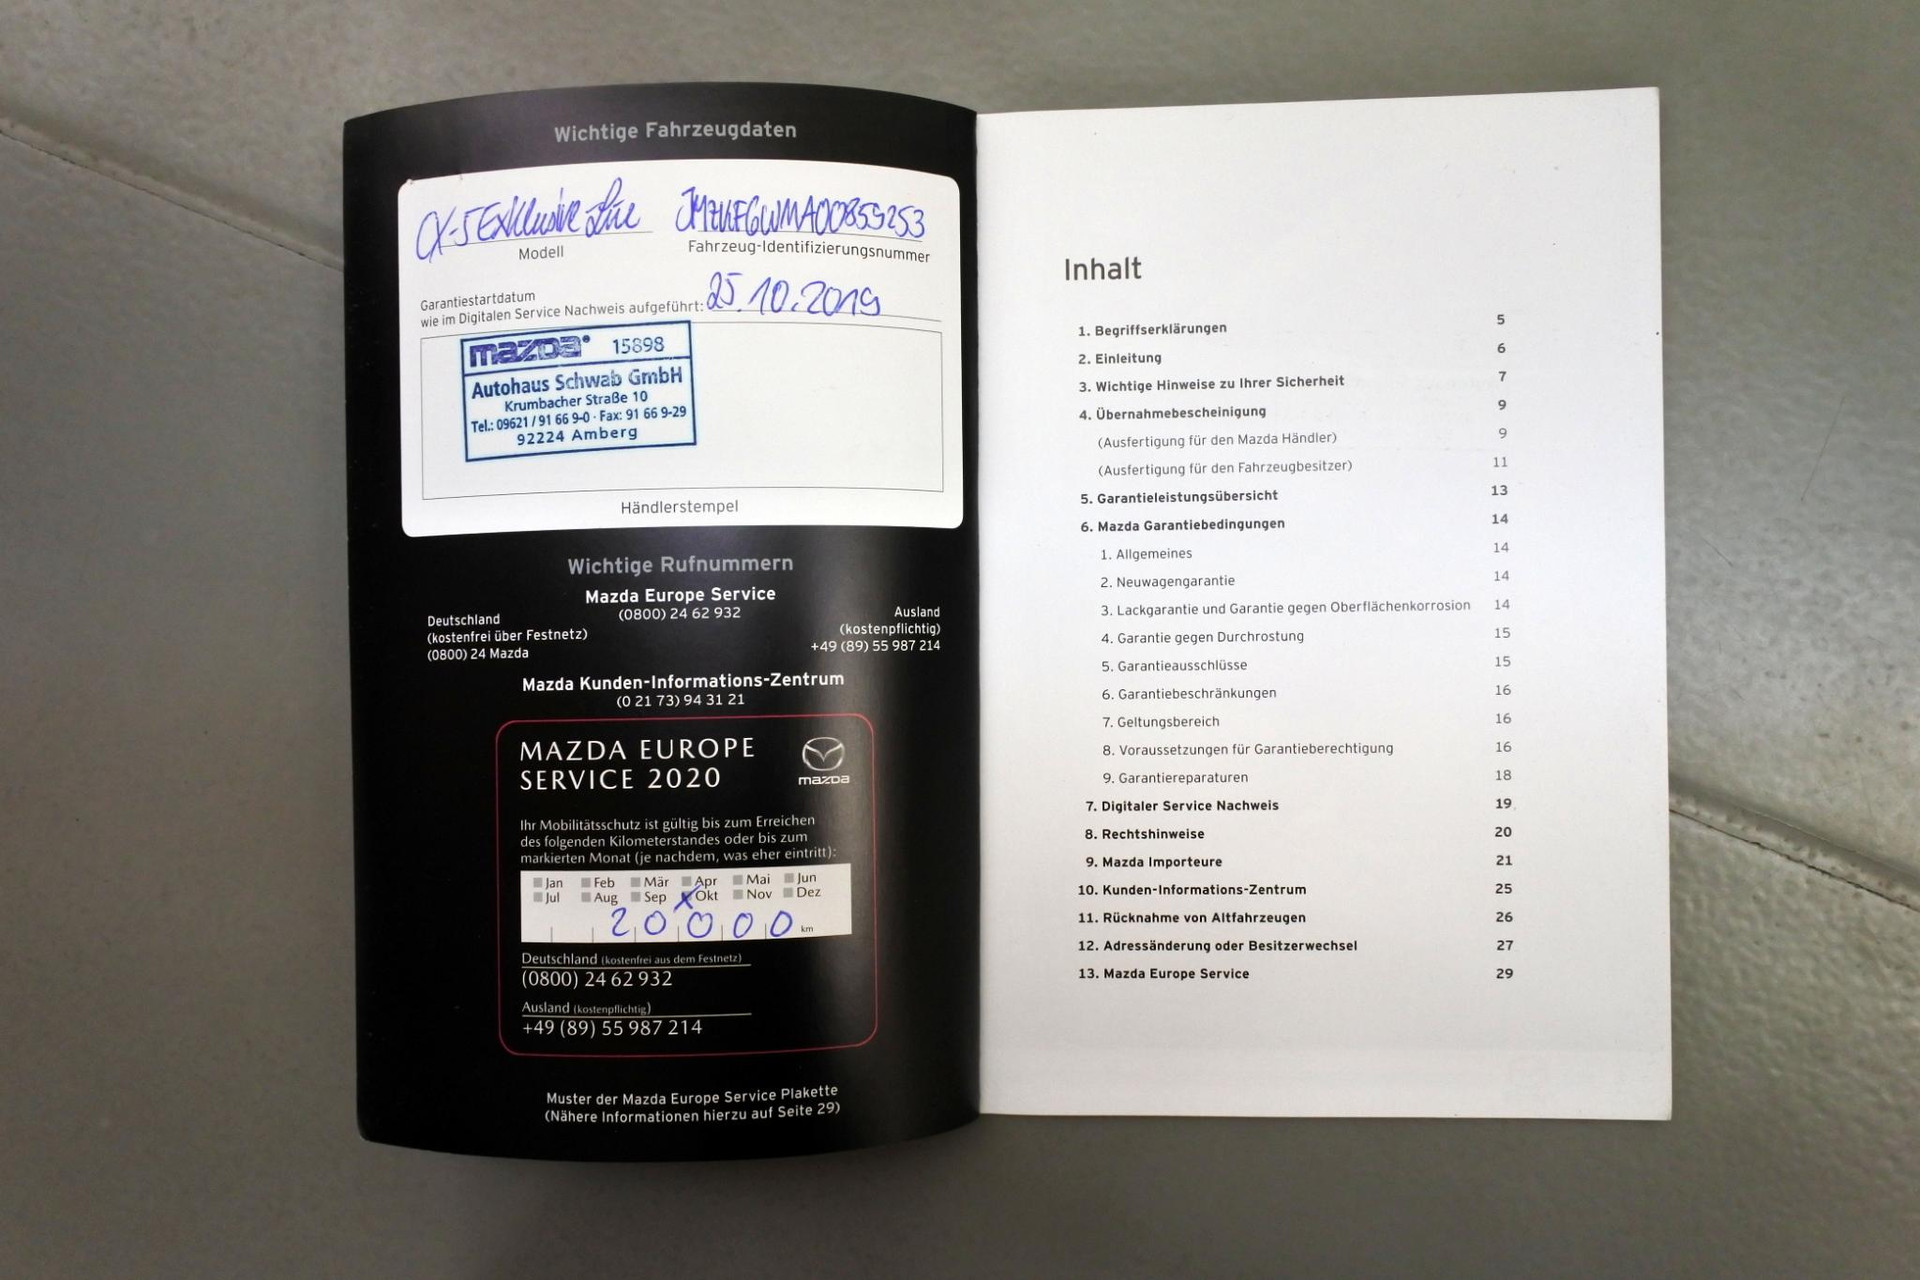 Wichtige Fahrzeugdaten
CX-5 Exklusive Line JMZKFGWMA00859253
Modell Fahrzeug-Identifizierungsnummer
Garantiestartdatum
wie im Digitalen Service Nachweis aufgeführt: 25.10.2019
mazda® 15898
Autohaus Schwab GmbH
Krumbacher Straße 10
Tel.: 09621 / 91 66 9-0 · Fax: 91 66 9-29
92224 Amberg
Händlerstempel
Wichtige Rufnummern
Mazda Europe Service
(0800) 24 62 932
Deutschland
(kostenfrei über Festnetz)
(0800) 24 Mazda
Ausland
(kostenpflichtig)
+49 (89) 55 987 214
Mazda Kunden-Informations-Zentrum
(0 21 73) 94 31 21
MAZDA EUROPE
SERVICE 2020
mazda
Ihr Mobilitätsschutz ist gültig bis zum Erreichen
des folgenden Kilometerstandes oder bis zum
markierten Monat (je nachdem, was eher eintritt):
Jan Feb Mär Apr Mai Jun
Jul Aug Sep x Okt Nov Dez
20000 km
Deutschland (kostenfrei aus dem Festnetz)
(0800) 24 62 932
Ausland (kostenpflichtig)
+49 (89) 55 987 214
Muster der Mazda Europe Service Plakette
(Nähere Informationen hierzu auf Seite 29)
Inhalt
1. Begriffserklärungen 5
2. Einleitung 6
3. Wichtige Hinweise zu Ihrer Sicherheit 7
4. Übernahmebescheinigung 9
(Ausfertigung für den Mazda Händler) 9
(Ausfertigung für den Fahrzeugbesitzer) 11
5. Garantieleistungsübersicht 13
6. Mazda Garantiebedingungen 14
1. Allgemeines 14
2. Neuwagengarantie 14
3. Lackgarantie und Garantie gegen Oberflächenkorrosion 14
4. Garantie gegen Durchrostung 15
5. Garantieausschlüsse 15
6. Garantiebeschränkungen 16
7. Geltungsbereich 16
8. Voraussetzungen für Garantieberechtigung 16
9. Garantiereparaturen 18
7. Digitaler Service Nachweis 19
8. Rechtshinweise 20
9. Mazda Importeure 21
10. Kunden-Informations-Zentrum 25
11. Rücknahme von Altfahrzeugen 26
12. Adressänderung oder Besitzerwechsel 27
13. Mazda Europe Service 29